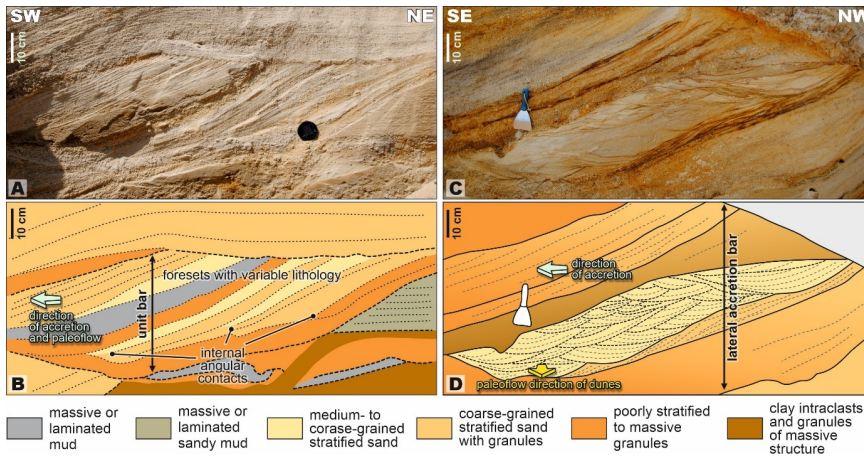 SW
NE
10 cm
A
SE
NW
10 cm
C
10 cm
foresets with variable lithology
unit bar
direction
of accretion
and paleoflow
internal
angular
contacts
B
10 cm
direction
of accretion
lateral accretion bar
paleoflow direction of dunes
D
massive or
laminated
mud
massive or
laminated
sandy mud
medium- to
corase-grained
stratified sand
coarse-grained
stratified sand
with granules
poorly stratified
to massive
granules
clay intraclasts
and granules
of massive
structure